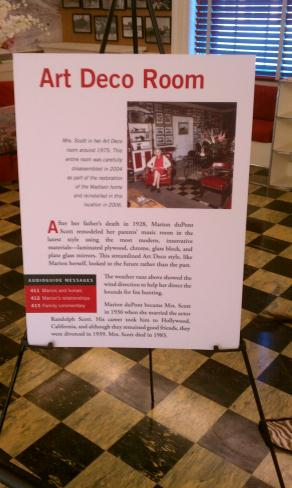 Art Deco Room
Mrs. Scott in her Art Deco
room around 1975. This
entire room was carefully
disassembled in 2004
as part of the restoration
of the Madison home
and reinstalled in this
location in 2006.
After her father's death in 1928, Marion duPont
Scott remodeled her parents' music room in the
latest style using the most modern, innovative
materials—laminated plywood, chrome, glass block, and
plate glass mirrors. This streamlined Art Deco style, like
Marion herself, looked to the future rather than the past.
AUDIOGUIDE MESSAGES
411 Marion and horses
412 Marion's relationships
413 Family commentary
The weather vane above showed the
wind direction to help her direct the
hounds for fox hunting.
Marion duPont became Mrs. Scott
in 1936 when she married the actor
Randolph Scott. His career took him to Hollywood,
California, and although they remained good friends, they
were divorced in 1939. Mrs. Scott died in 1983.